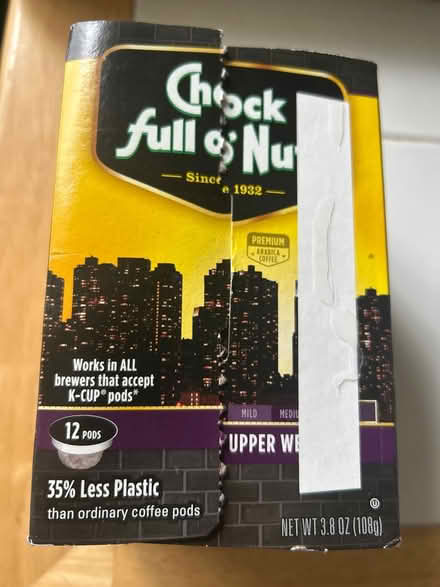 Chock
full o' Nu
Since 1932
PREMIUM
ARABICA
COFFEE
Works in ALL
brewers that accept
K-CUP® pods*
12 PODS
MILD MEDIU
UPPER WE
35% Less Plastic
than ordinary coffee pods
NET WT 3.8 OZ (108g)